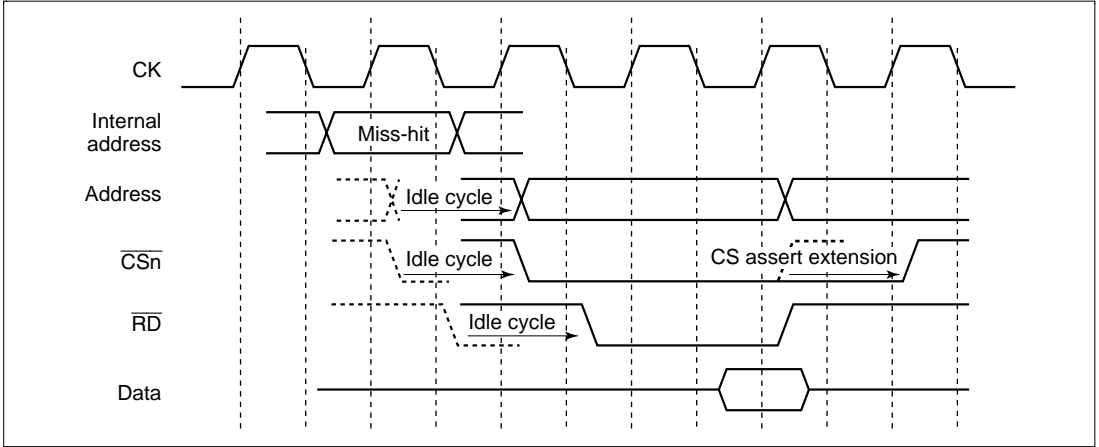 CK
Internal
address
Miss-hit
Address
Idle cycle
CSn
Idle cycle
CS assert extension
RD
Idle cycle
Data